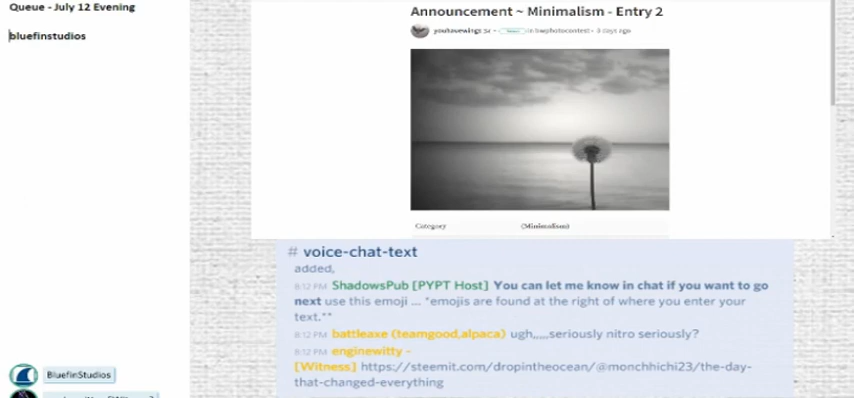 Queue - July 12 Evening
bluefinstudios
Announcement ~ Minimalism - Entry 2
youhavewings 54 - in bwphotocontest - 3 days ago
Category (Minimalism)
# voice-chat-text
added,
8:12 PM ShadowsPub [PYPT Host] You can let me know in chat if you want to go
next use this emoji ... *emojis are found at the right of where you enter your
text.**
8:12 PM battleaxe (teamgood,alpaca) ugh,,,,,seriously nitro seriously?
8:12 PM enginewitty -
[Witness] https://steemit.com/dropintheocean/@monchhichi23/the-day-
that-changed-everything
BluefinStudios